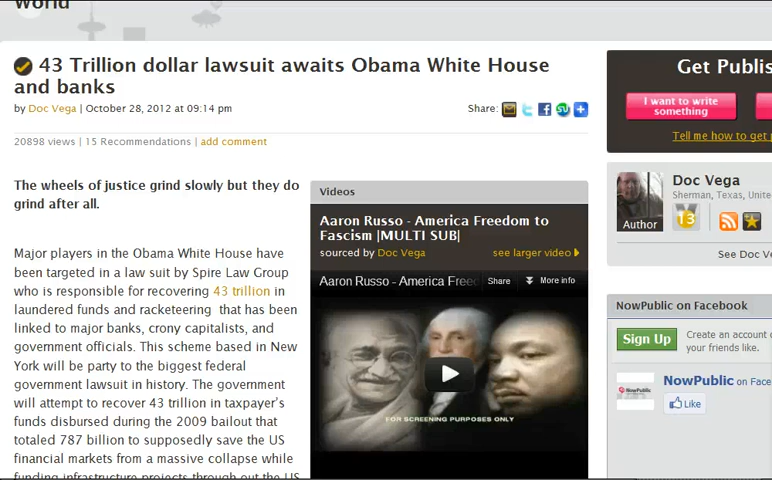 World
43 Trillion dollar lawsuit awaits Obama White House
and banks
by Doc Vega | October 28, 2012 at 09:14 pm
Share:
20898 views | 15 Recommendations | add comment
The wheels of justice grind slowly but they do
grind after all.
Major players in the Obama White House have
been targeted in a law suit by Spire Law Group
who is responsible for recovering 43 trillion in
laundered funds and racketeering that has been
linked to major banks, crony capitalists, and
government officials. This scheme based in New
York will be party to the biggest federal
government lawsuit in history. The government
will attempt to recover 43 trillion in taxpayer's
funds disbursed during the 2009 bailout that
totaled 787 billion to supposedly save the US
financial markets from a massive collapse while
funding infrastructure projects through out the US
Videos
Aaron Russo - America Freedom to
Fascism |MULTI SUB|
sourced by Doc Vega see larger video
Aaron Russo - America Free
Share More info
FOR SCREENING PURPOSES ONLY
Get Publis
I want to write
something
Tell me how to get p
Doc Vega
Sherman, Texas, United
13
Author
See Doc Ve
NowPublic on Facebook
Sign Up Create an account o
your friends like.
NowPublic on Face
Like